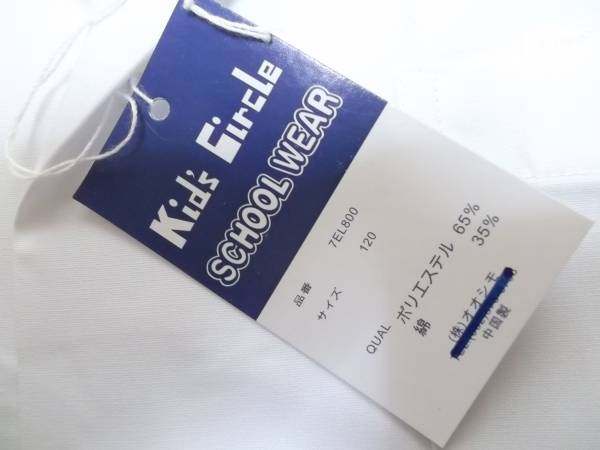 Kid's Circle
SCHOOL WEAR
品番 7EL800
サイズ 120
QUAL ポリエステル 65%
綿 35%
(株)オオシキ
中国製